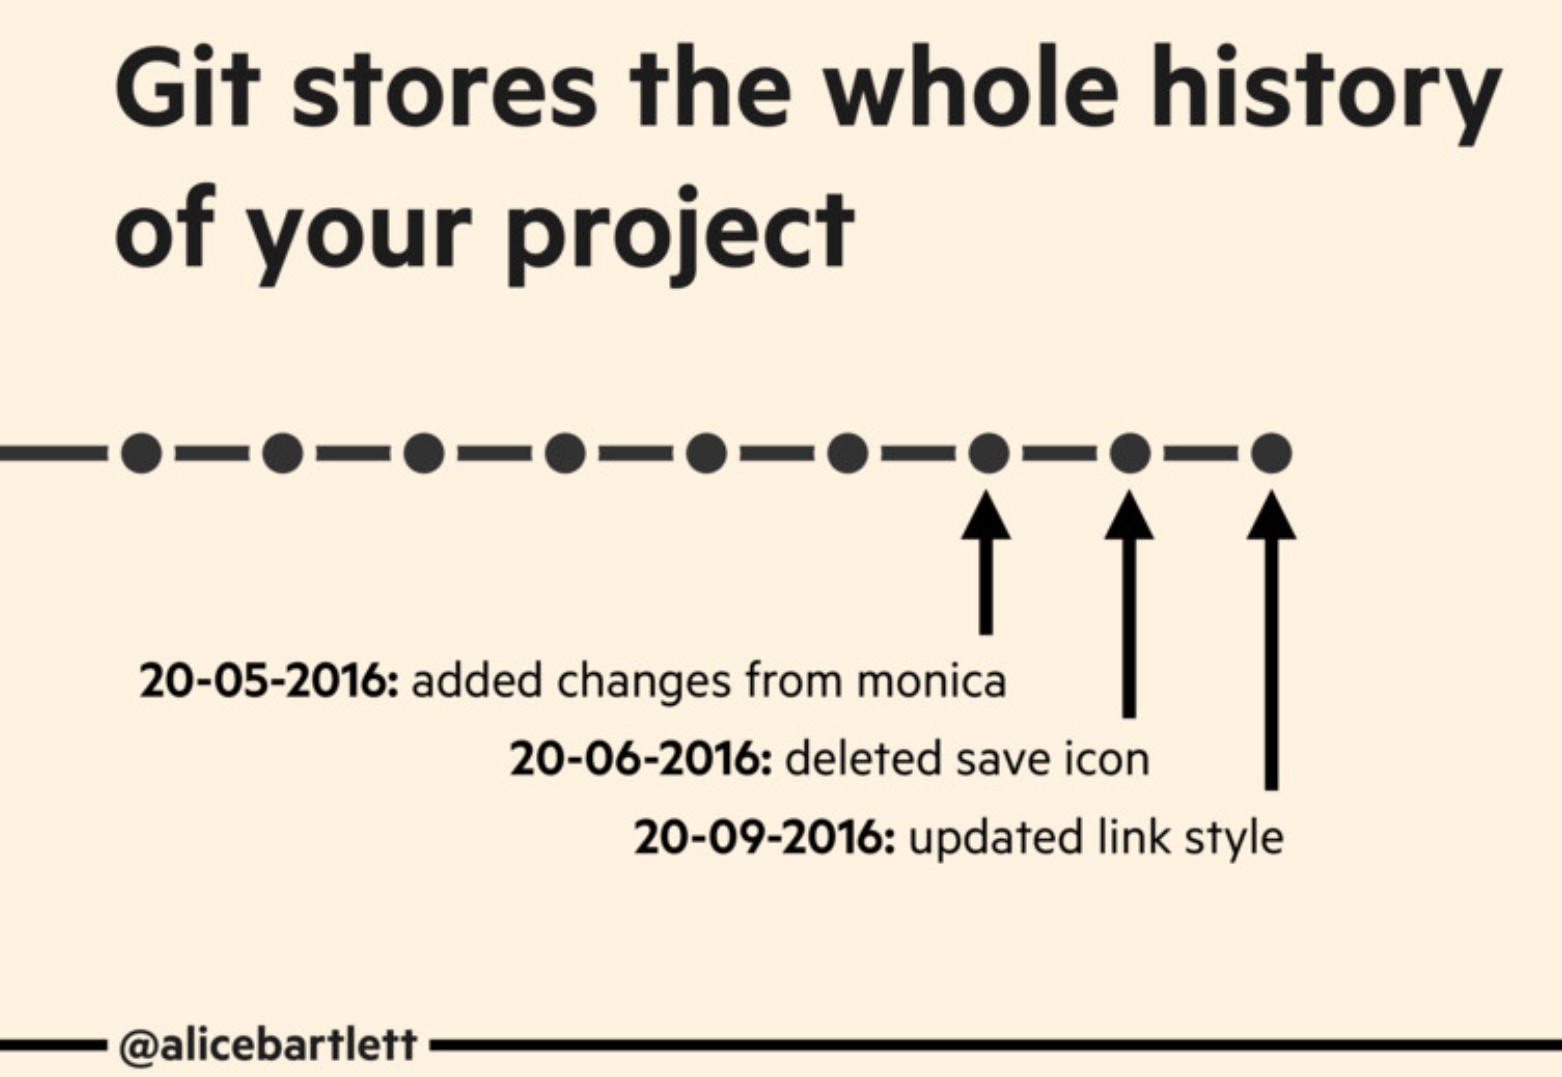 Git stores the whole history
of your project
20-05-2016: added changes from monica
20-06-2016: deleted save icon
20-09-2016: updated link style
@alicebartlett